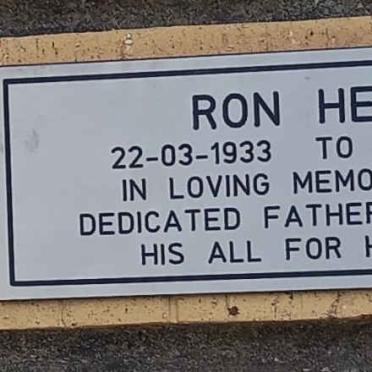 RON HE
22-03-1933 TO
IN LOVING MEMO
DEDICATED FATHER
HIS ALL FOR H